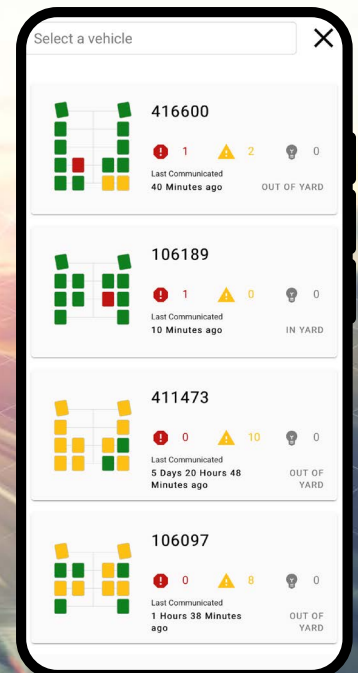 Select a vehicle
416600
1 2 0
Last Communicated
40 Minutes ago OUT OF YARD
106189
1 0 0
Last Communicated
10 Minutes ago IN YARD
411473
0 10 0
Last Communicated
5 Days 20 Hours 48 OUT OF
Minutes ago YARD
106097
0 8 0
Last Communicated
1 Hours 38 Minutes OUT OF
ago YARD